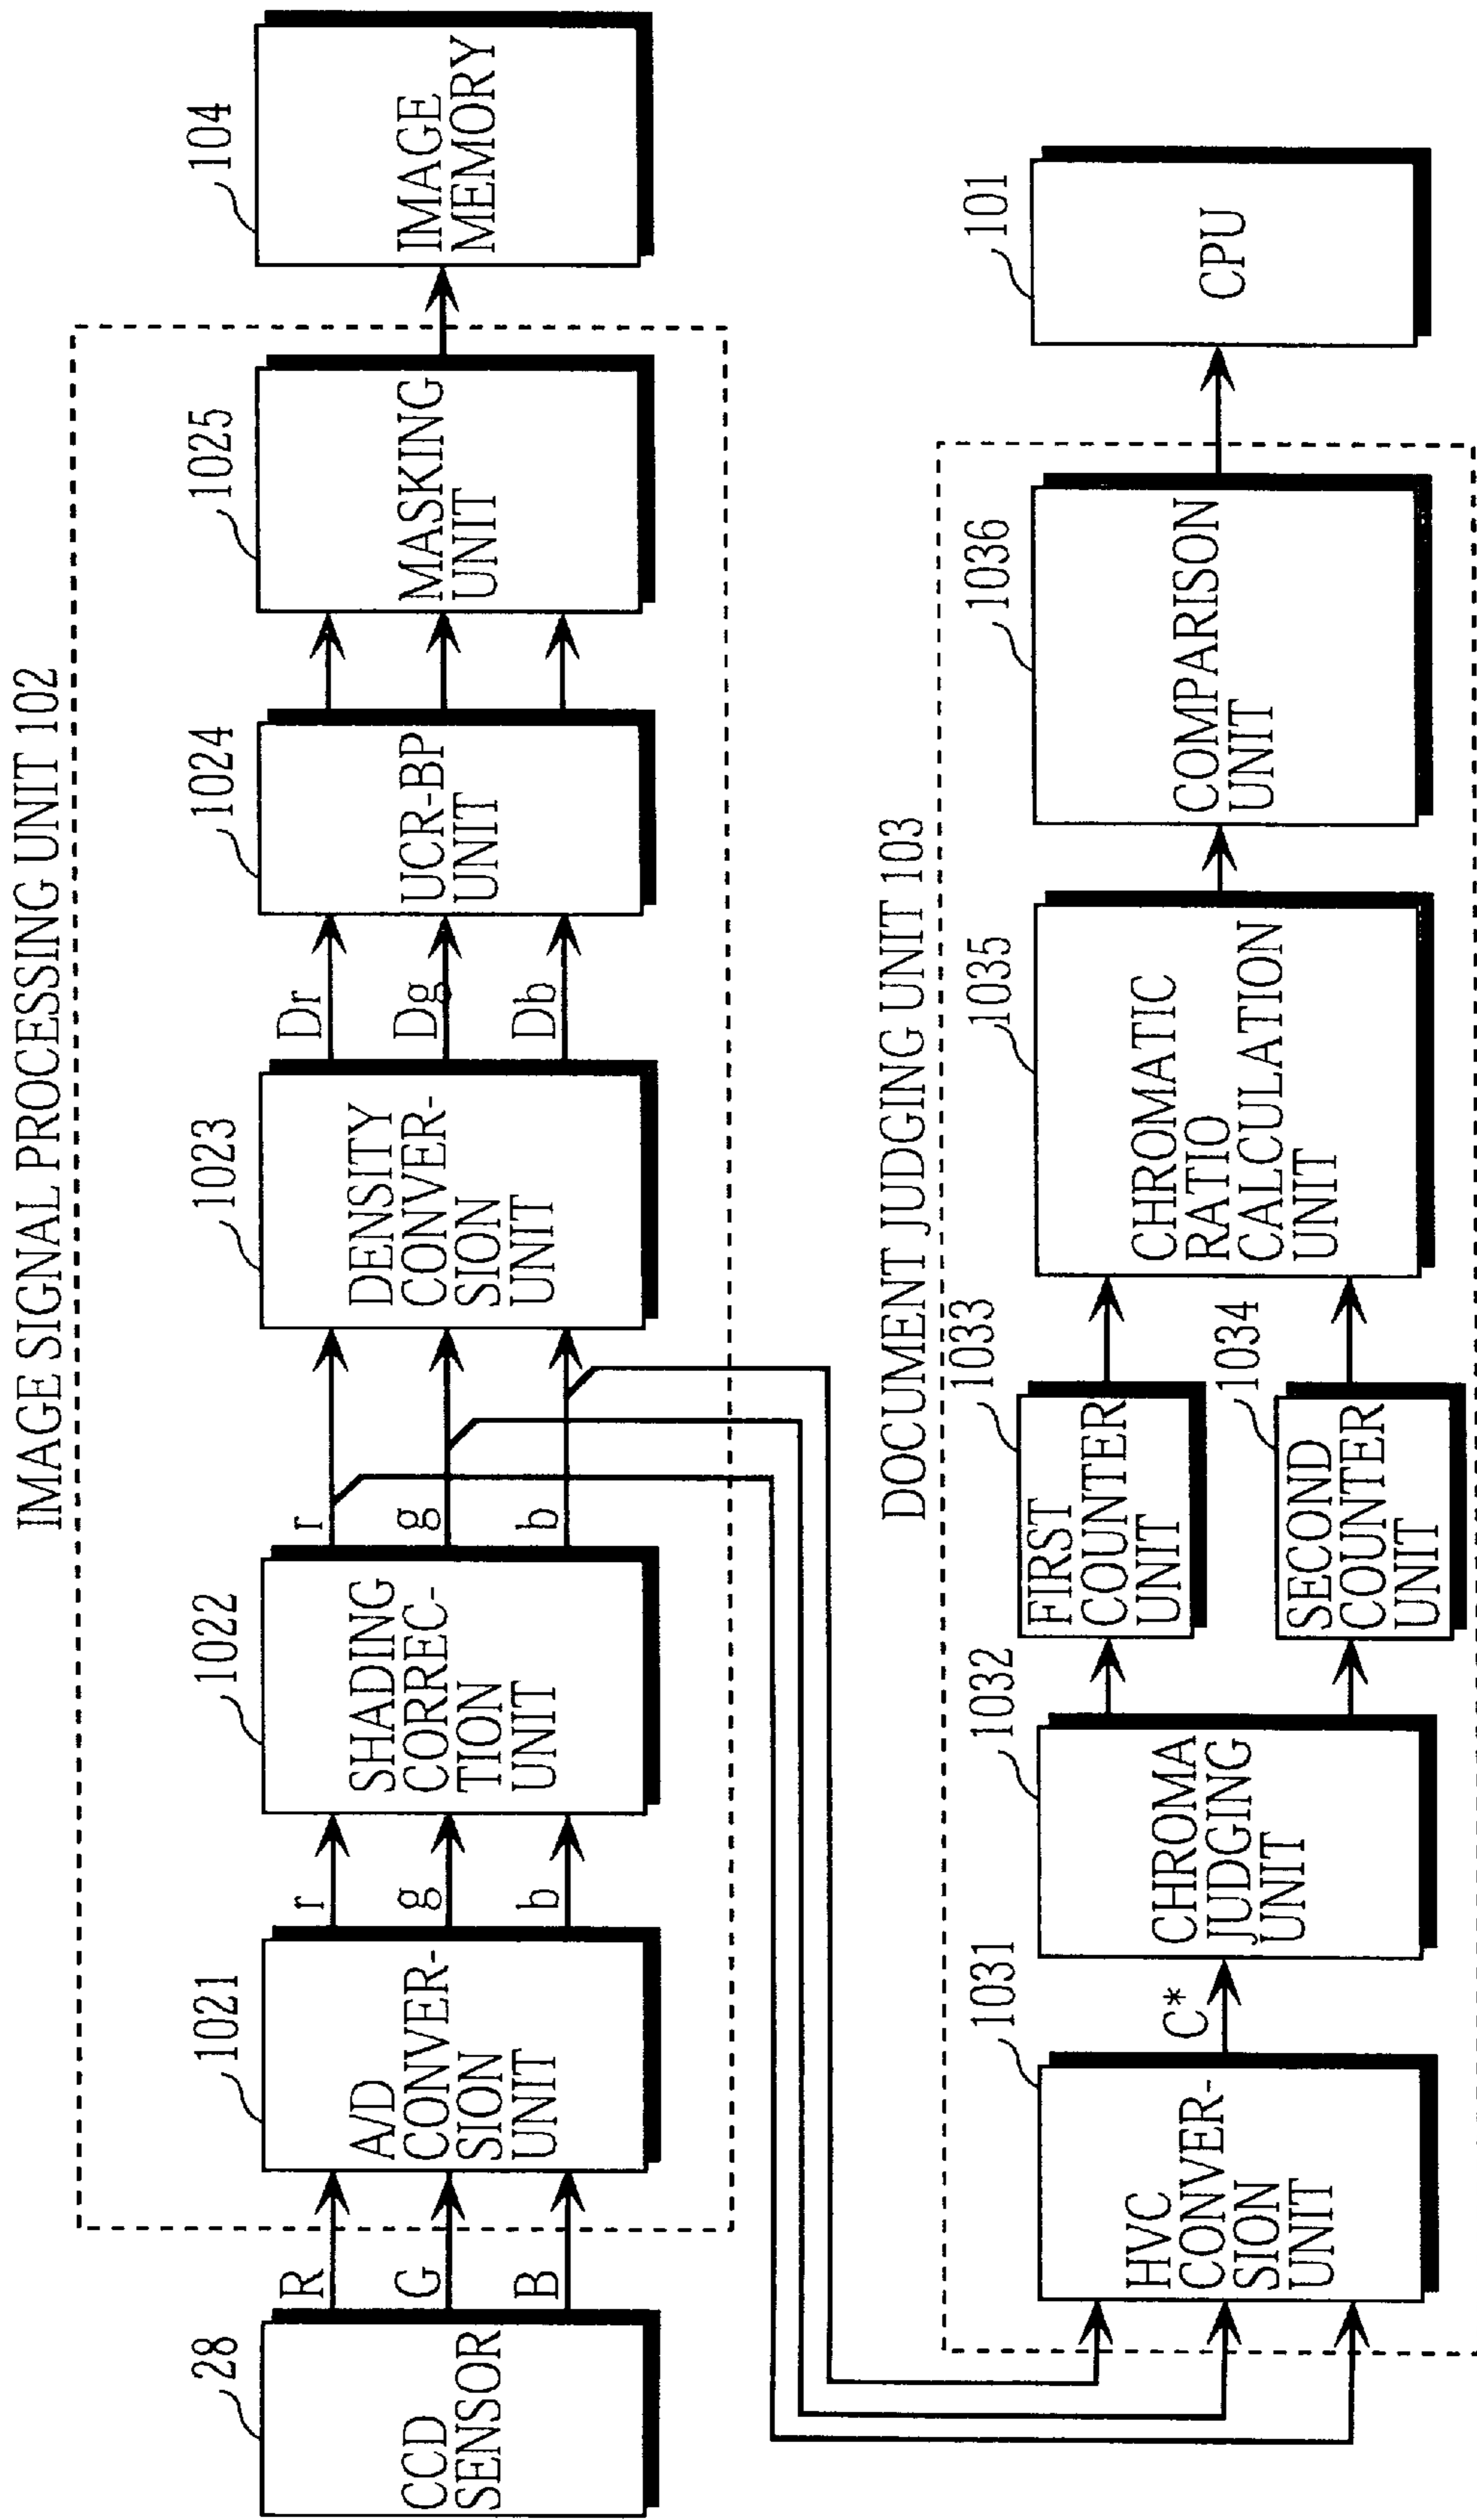 IMAGE SIGNAL PROCESSING UNIT 102
28
CCD
SENSOR
R
G
B
1021
A/D
CONVER-
SION
UNIT
r
g
b
1022
SHADING
CORREC-
TION
UNIT
r
g
b
1023
DENSITY
CONVER-
SION
UNIT
Dr
Dg
Db
1024
UCR-BP
UNIT
1025
MASKING
UNIT
104
IMAGE
MEMORY
DOCUMENT JUDGING UNIT 103
1031
HVC
CONVER-
SION
UNIT
C*
1032
CHROMA
JUDGING
UNIT
1033
FIRST
COUNTER
UNIT
1034
SECOND
COUNTER
UNIT
1035
CHROMATIC
RATIO
CALCULATION
UNIT
1036
COMPARISON
UNIT
101
CPU